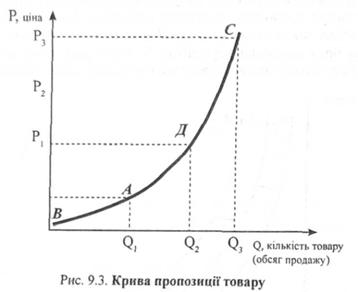 P, ціна
P₃
C
P₂
P₁
Д
A
B
Q₁
Q₂
Q₃
Q, кількість товару
(обсяг продажу)
Рис. 9.3. Крива пропозиції товару